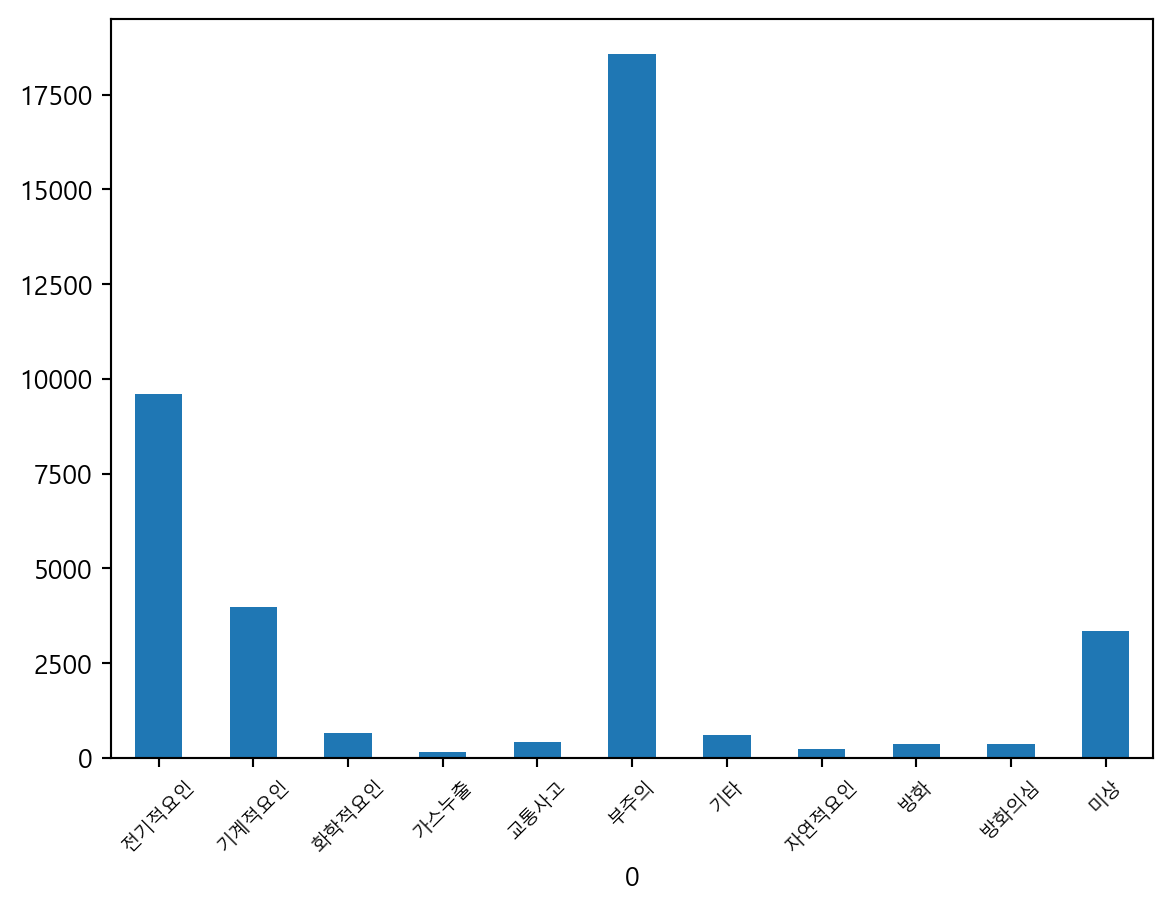 17500
15000
12500
10000
7500
5000
2500
0
전기적요인
기계적요인
화학적요인
가스누출
교통사고
부주의
기타
자연적요인
방화
방화의심
미상
0